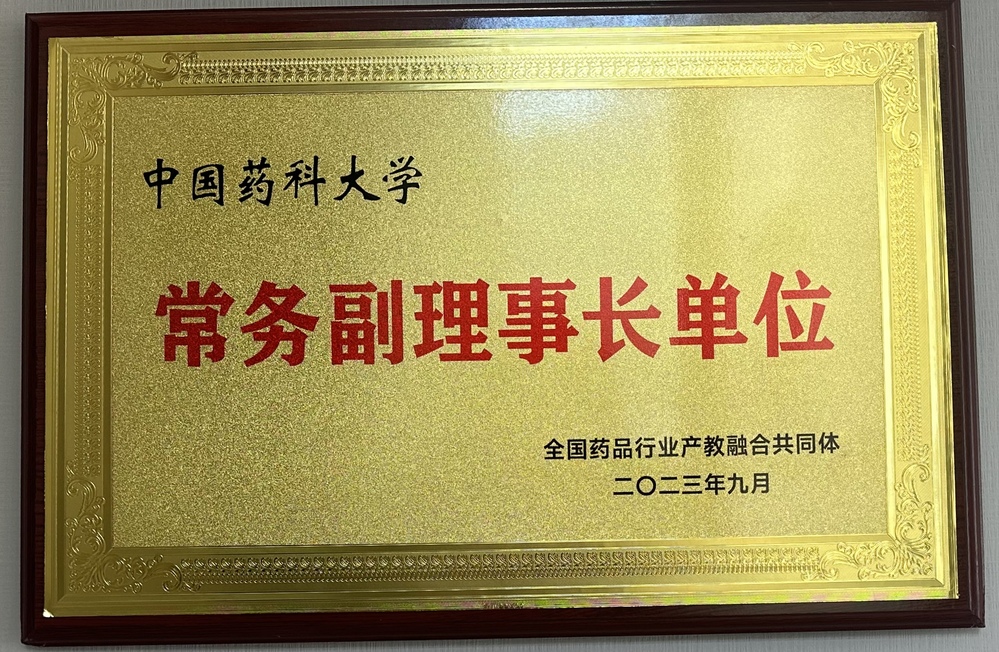 中国药科大学
常务副理事长单位
全国药品行业产教融合共同体
二〇二三年九月